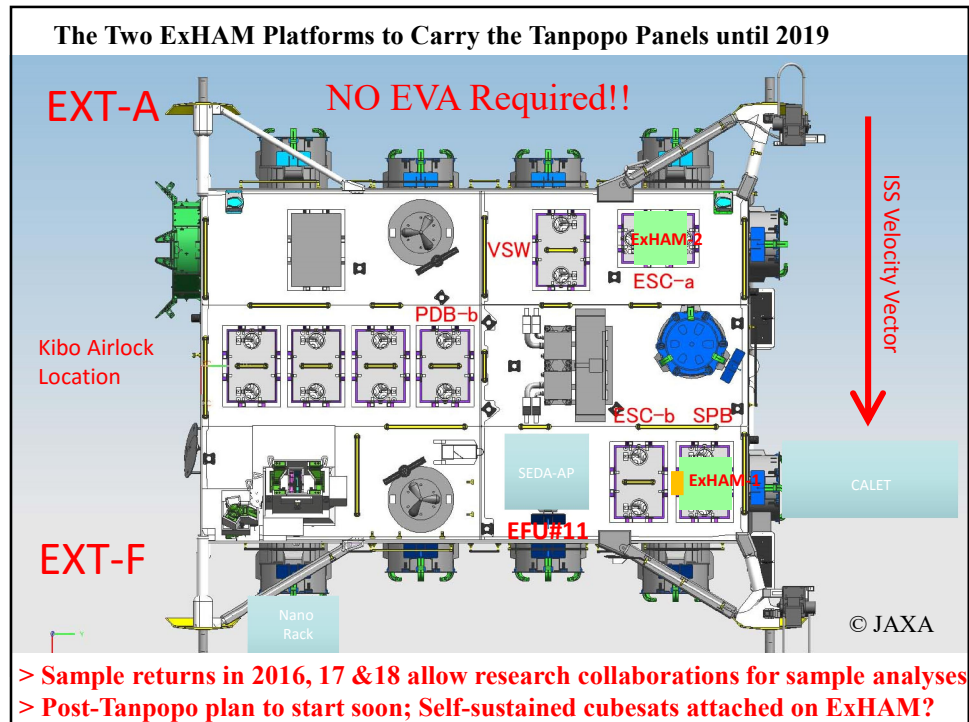 The Two ExHAM Platforms to Carry the Tanpopo Panels until 2019
EXT-A
NO EVA Required!!
ISS Velocity Vector
VSW
ExHAM-2
ESC-a
PDB-b
Kibo Airlock
Location
ESC-b
SPB
SEDA-AP
ExHAM-1
CALET
EFU#11
EXT-F
Nano
Rack
© JAXA
> Sample returns in 2016, 17 &18 allow research collaborations for sample analyses
> Post-Tanpopo plan to start soon; Self-sustained cubesats attached on ExHAM?